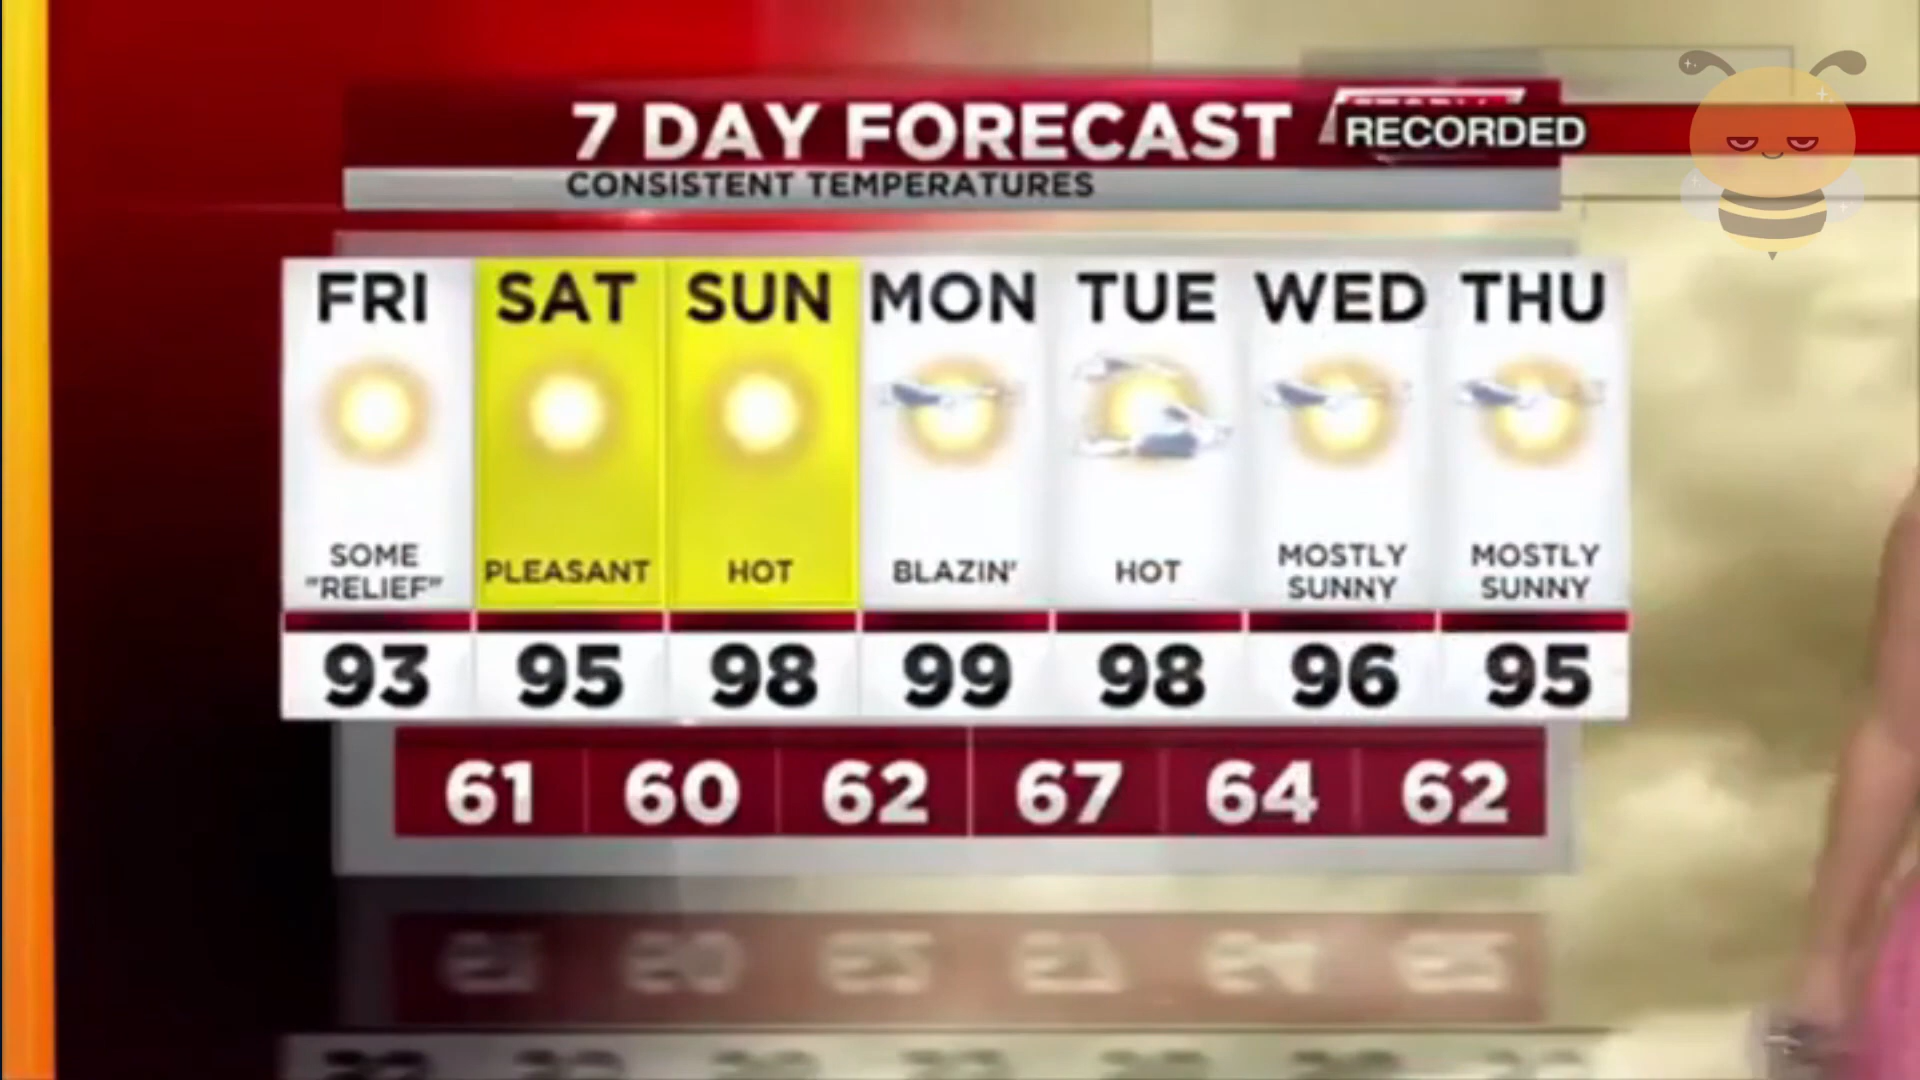 7 DAY FORECAST
RECORDED
CONSISTENT TEMPERATURES
FRI SAT SUN MON TUE WED THU
SOME "RELIEF"
PLEASANT
HOT
BLAZIN'
HOT
MOSTLY SUNNY
MOSTLY SUNNY
93 95 98 99 98 96 95
61 60 62 67 64 62